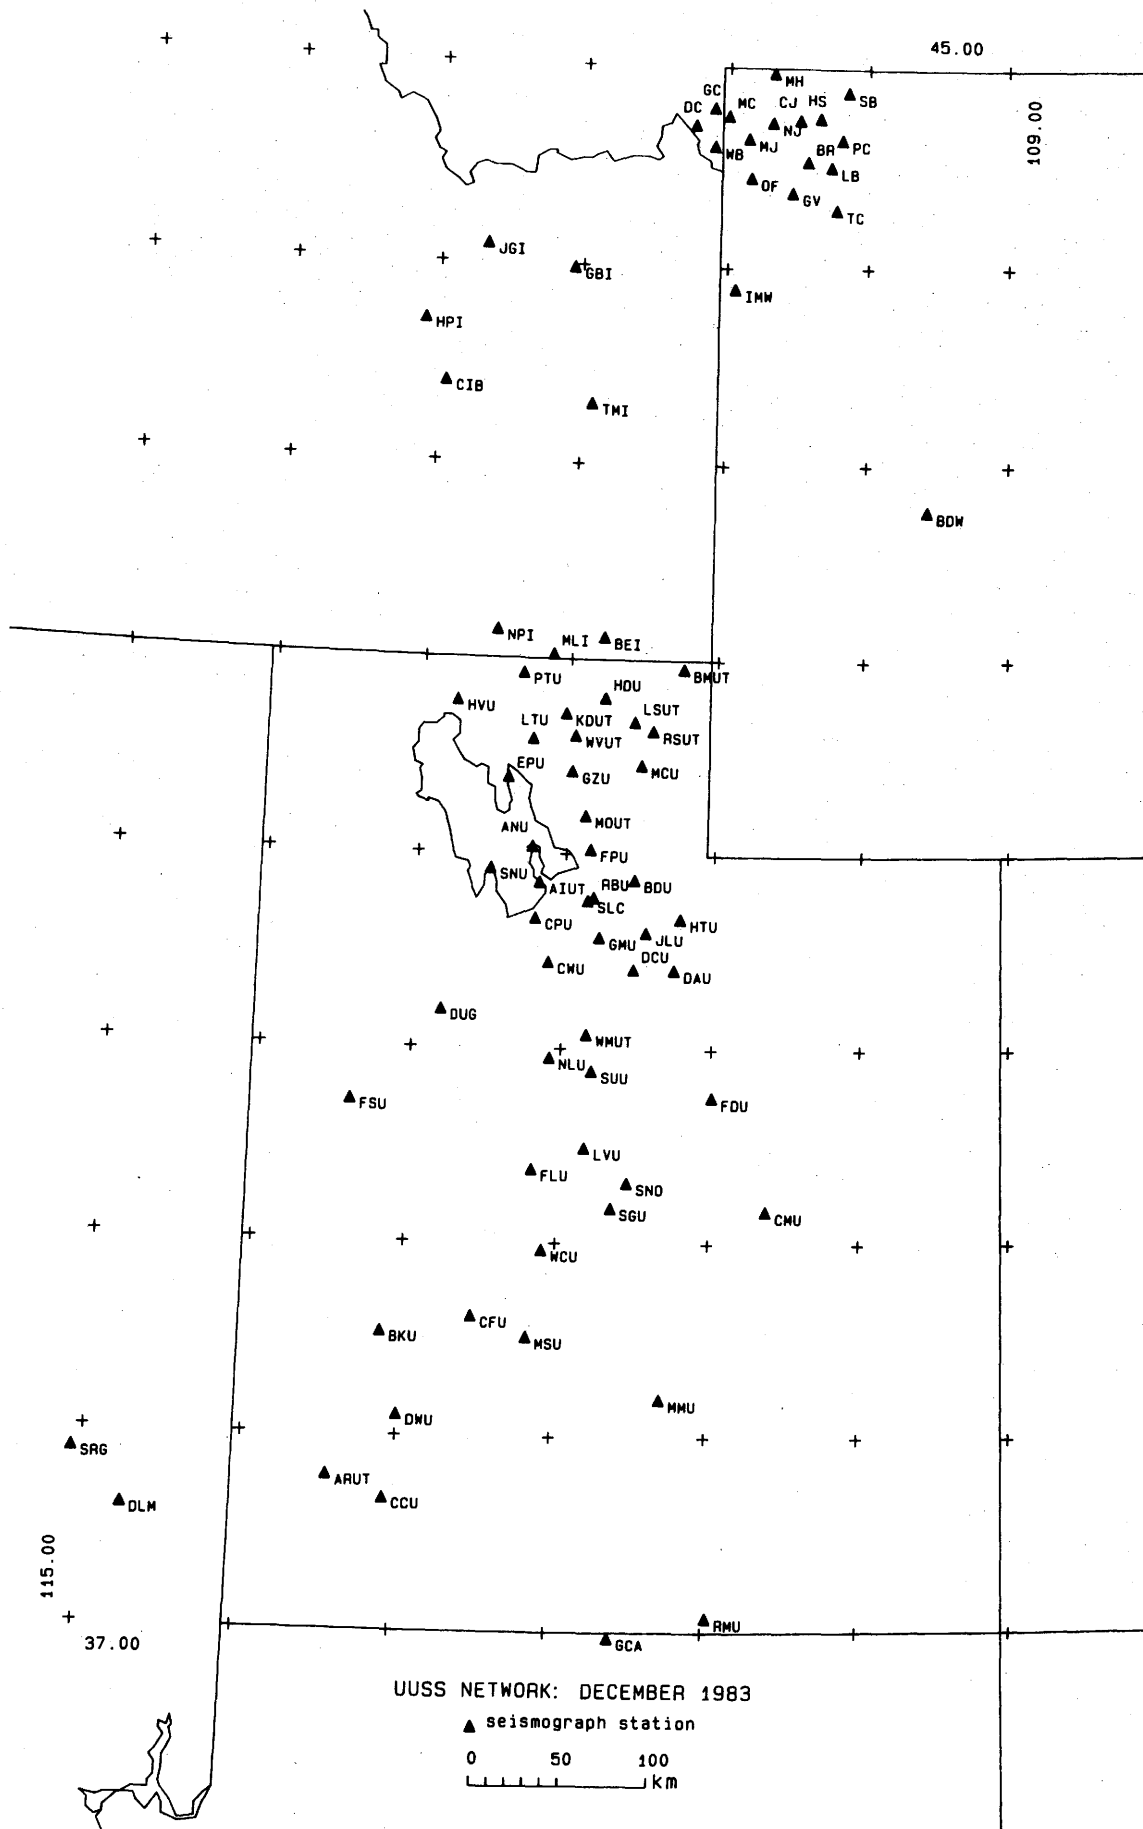 45.00
109.00
MH
GC
MC
CJ
HS
SB
DC
NJ
WB
MJ
BR
PC
LB
OF
GV
TC
JGI
GBI
IMW
HPI
CIB
TMI
BDW
NPI
MLI
BEI
PTU
BMUT
HVU
HDU
LTU
KDUT
LSUT
WVUT
RSUT
EPU
GZU
MCU
MOUT
ANU
FPU
SNU
AIUT
RBU
BDU
SLC
CPU
HTU
GMU
JLU
CWU
DCU
DAU
DUG
WMUT
NLU
SUU
FSU
FDU
LVU
FLU
SNO
SGU
CMU
WCU
CFU
BKU
MSU
MMU
DWU
SRG
ARUT
CCU
DLM
115.00
37.00
RMU
GCA
UUSS NETWORK: DECEMBER 1983
seismograph station
0 50 100
km